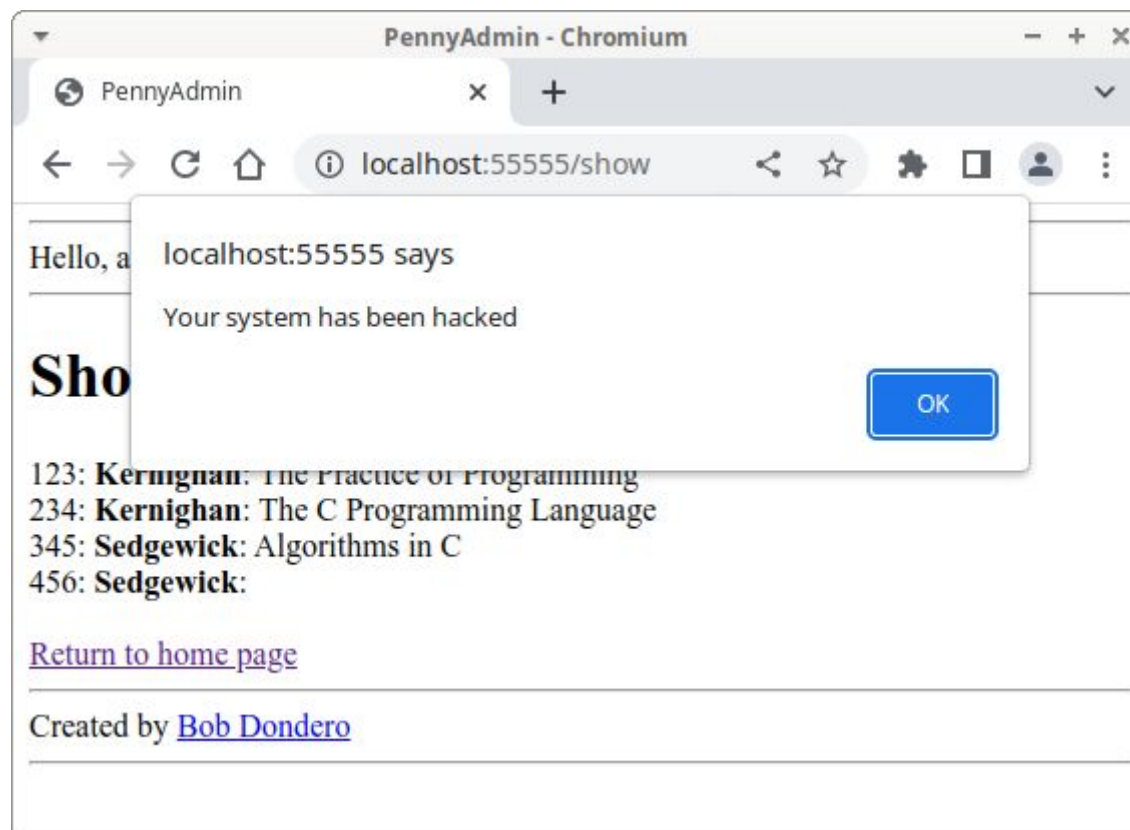 PennyAdmin - Chromium
PennyAdmin
localhost:55555/show
localhost:55555 says
Hello, a
Your system has been hacked
Sho
OK
123: Kernighan: The Practice of Programming
234: Kernighan: The C Programming Language
345: Sedgewick: Algorithms in C
456: Sedgewick:
Return to home page
Created by Bob Dondero